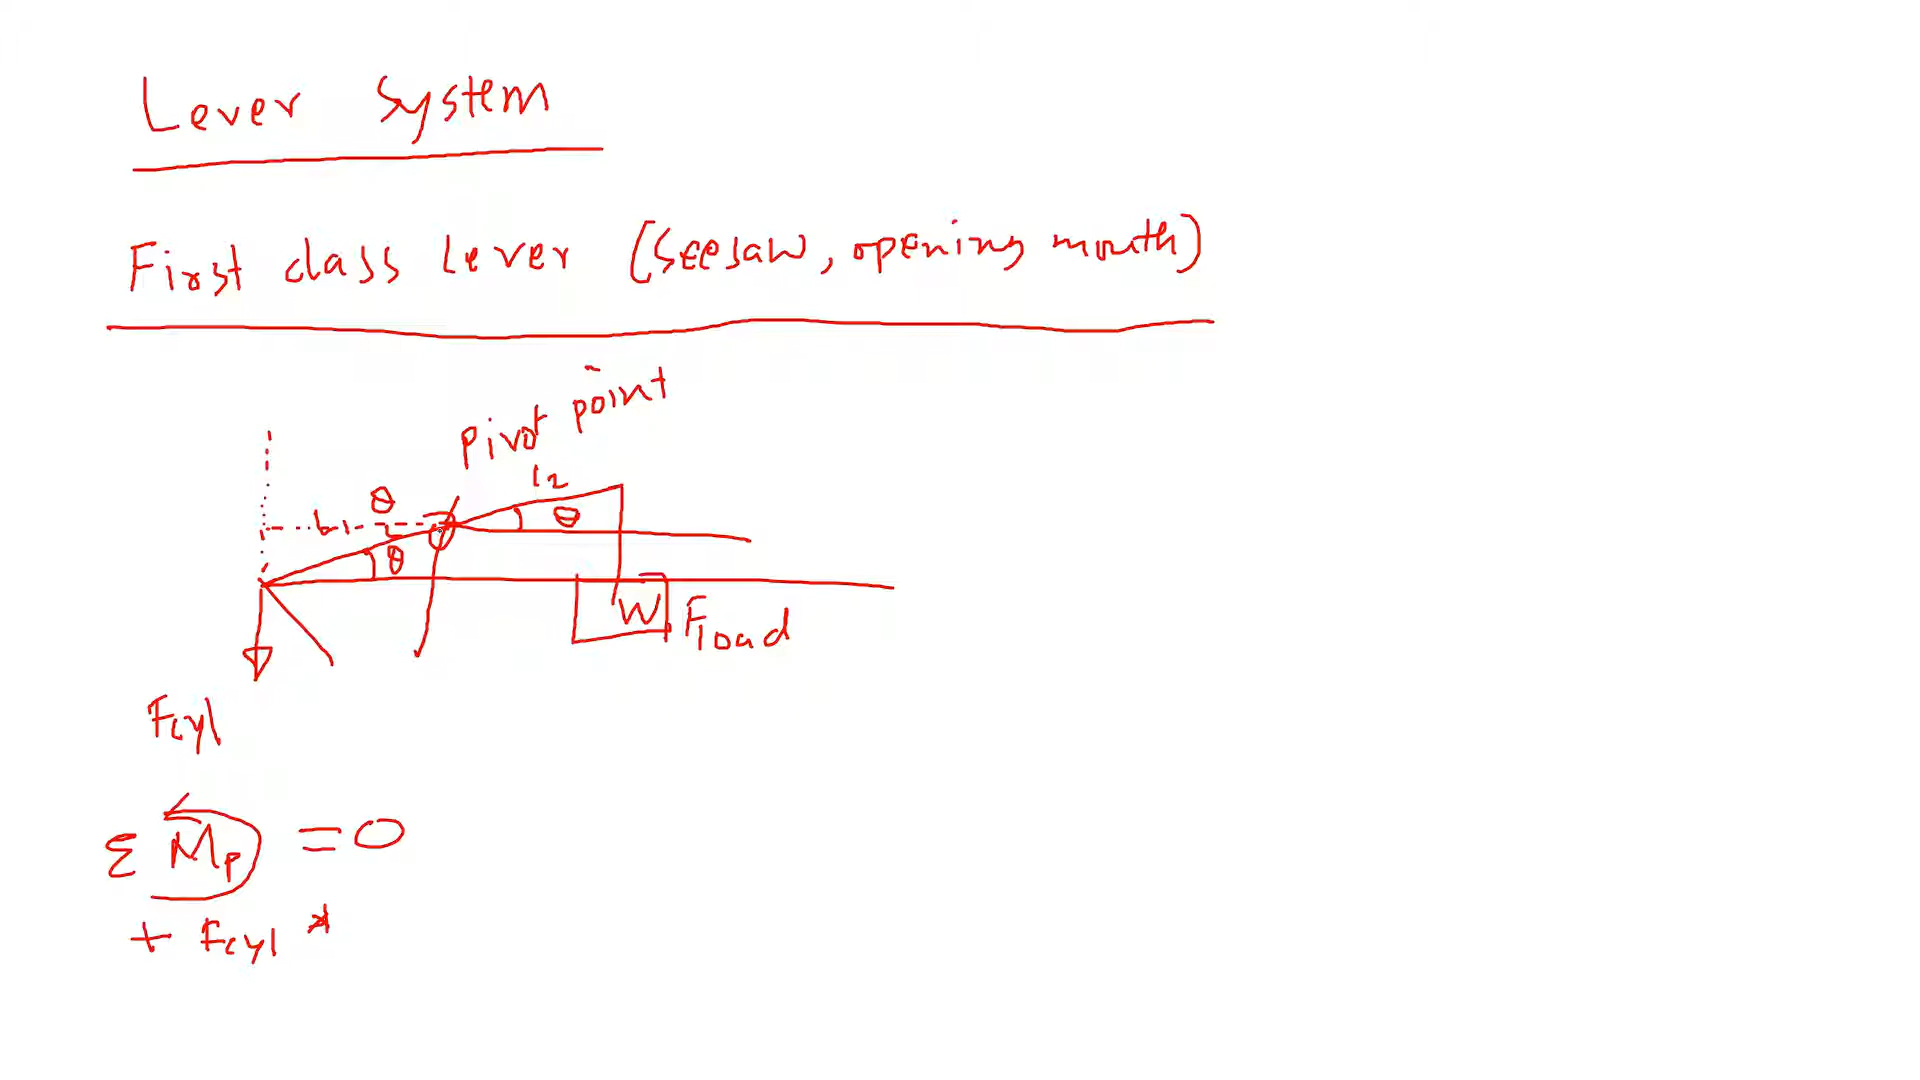 Lever System
First class Lever (Seesaw, opening mouth)
Pivot point
l2
θ
θ
L1
θ
W
Fload
Fcyl
Σ Mp = 0
+ Fcyl *